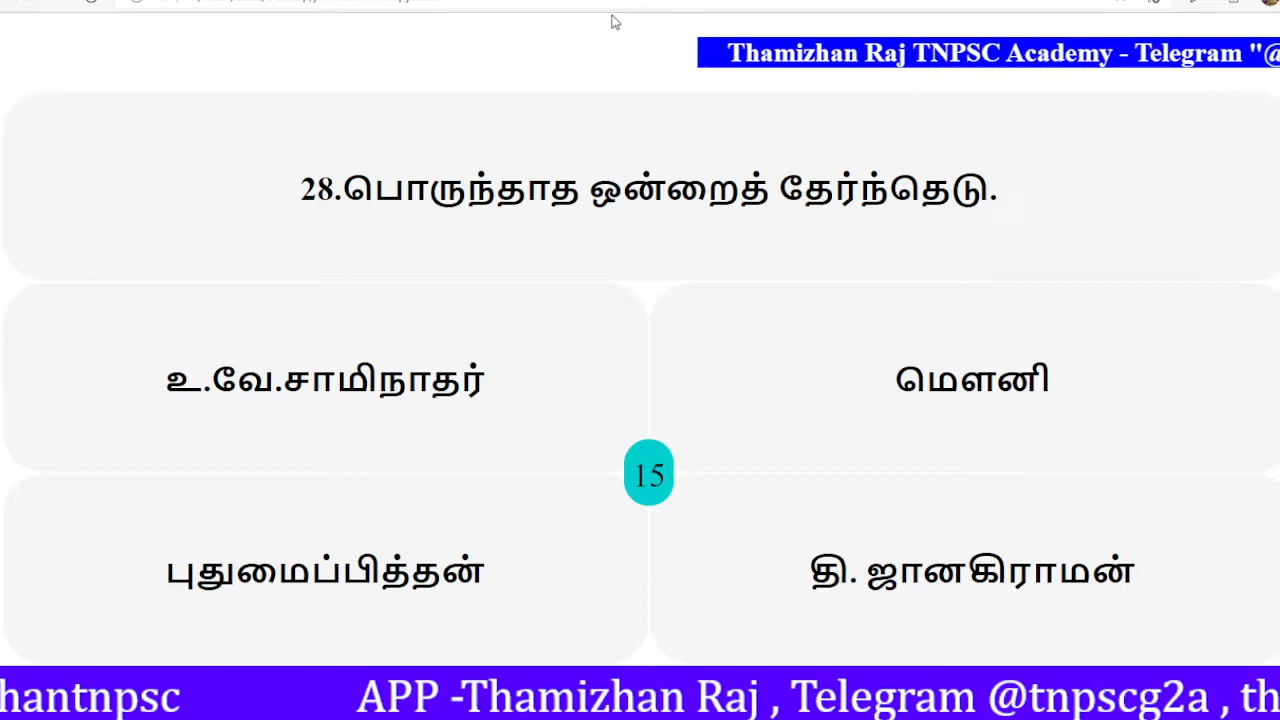 Thamizhan Raj TNPSC Academy - Telegram "@
28.பொருந்தாத ஒன்றைத் தேர்ந்தெடு.
உ.வே.சாமிநாதர்
மௌனி
15
புதுமைப்பித்தன்
தி. ஜானகிராமன்
hantnpsc APP -Thamizhan Raj , Telegram @tnpscg2a , th